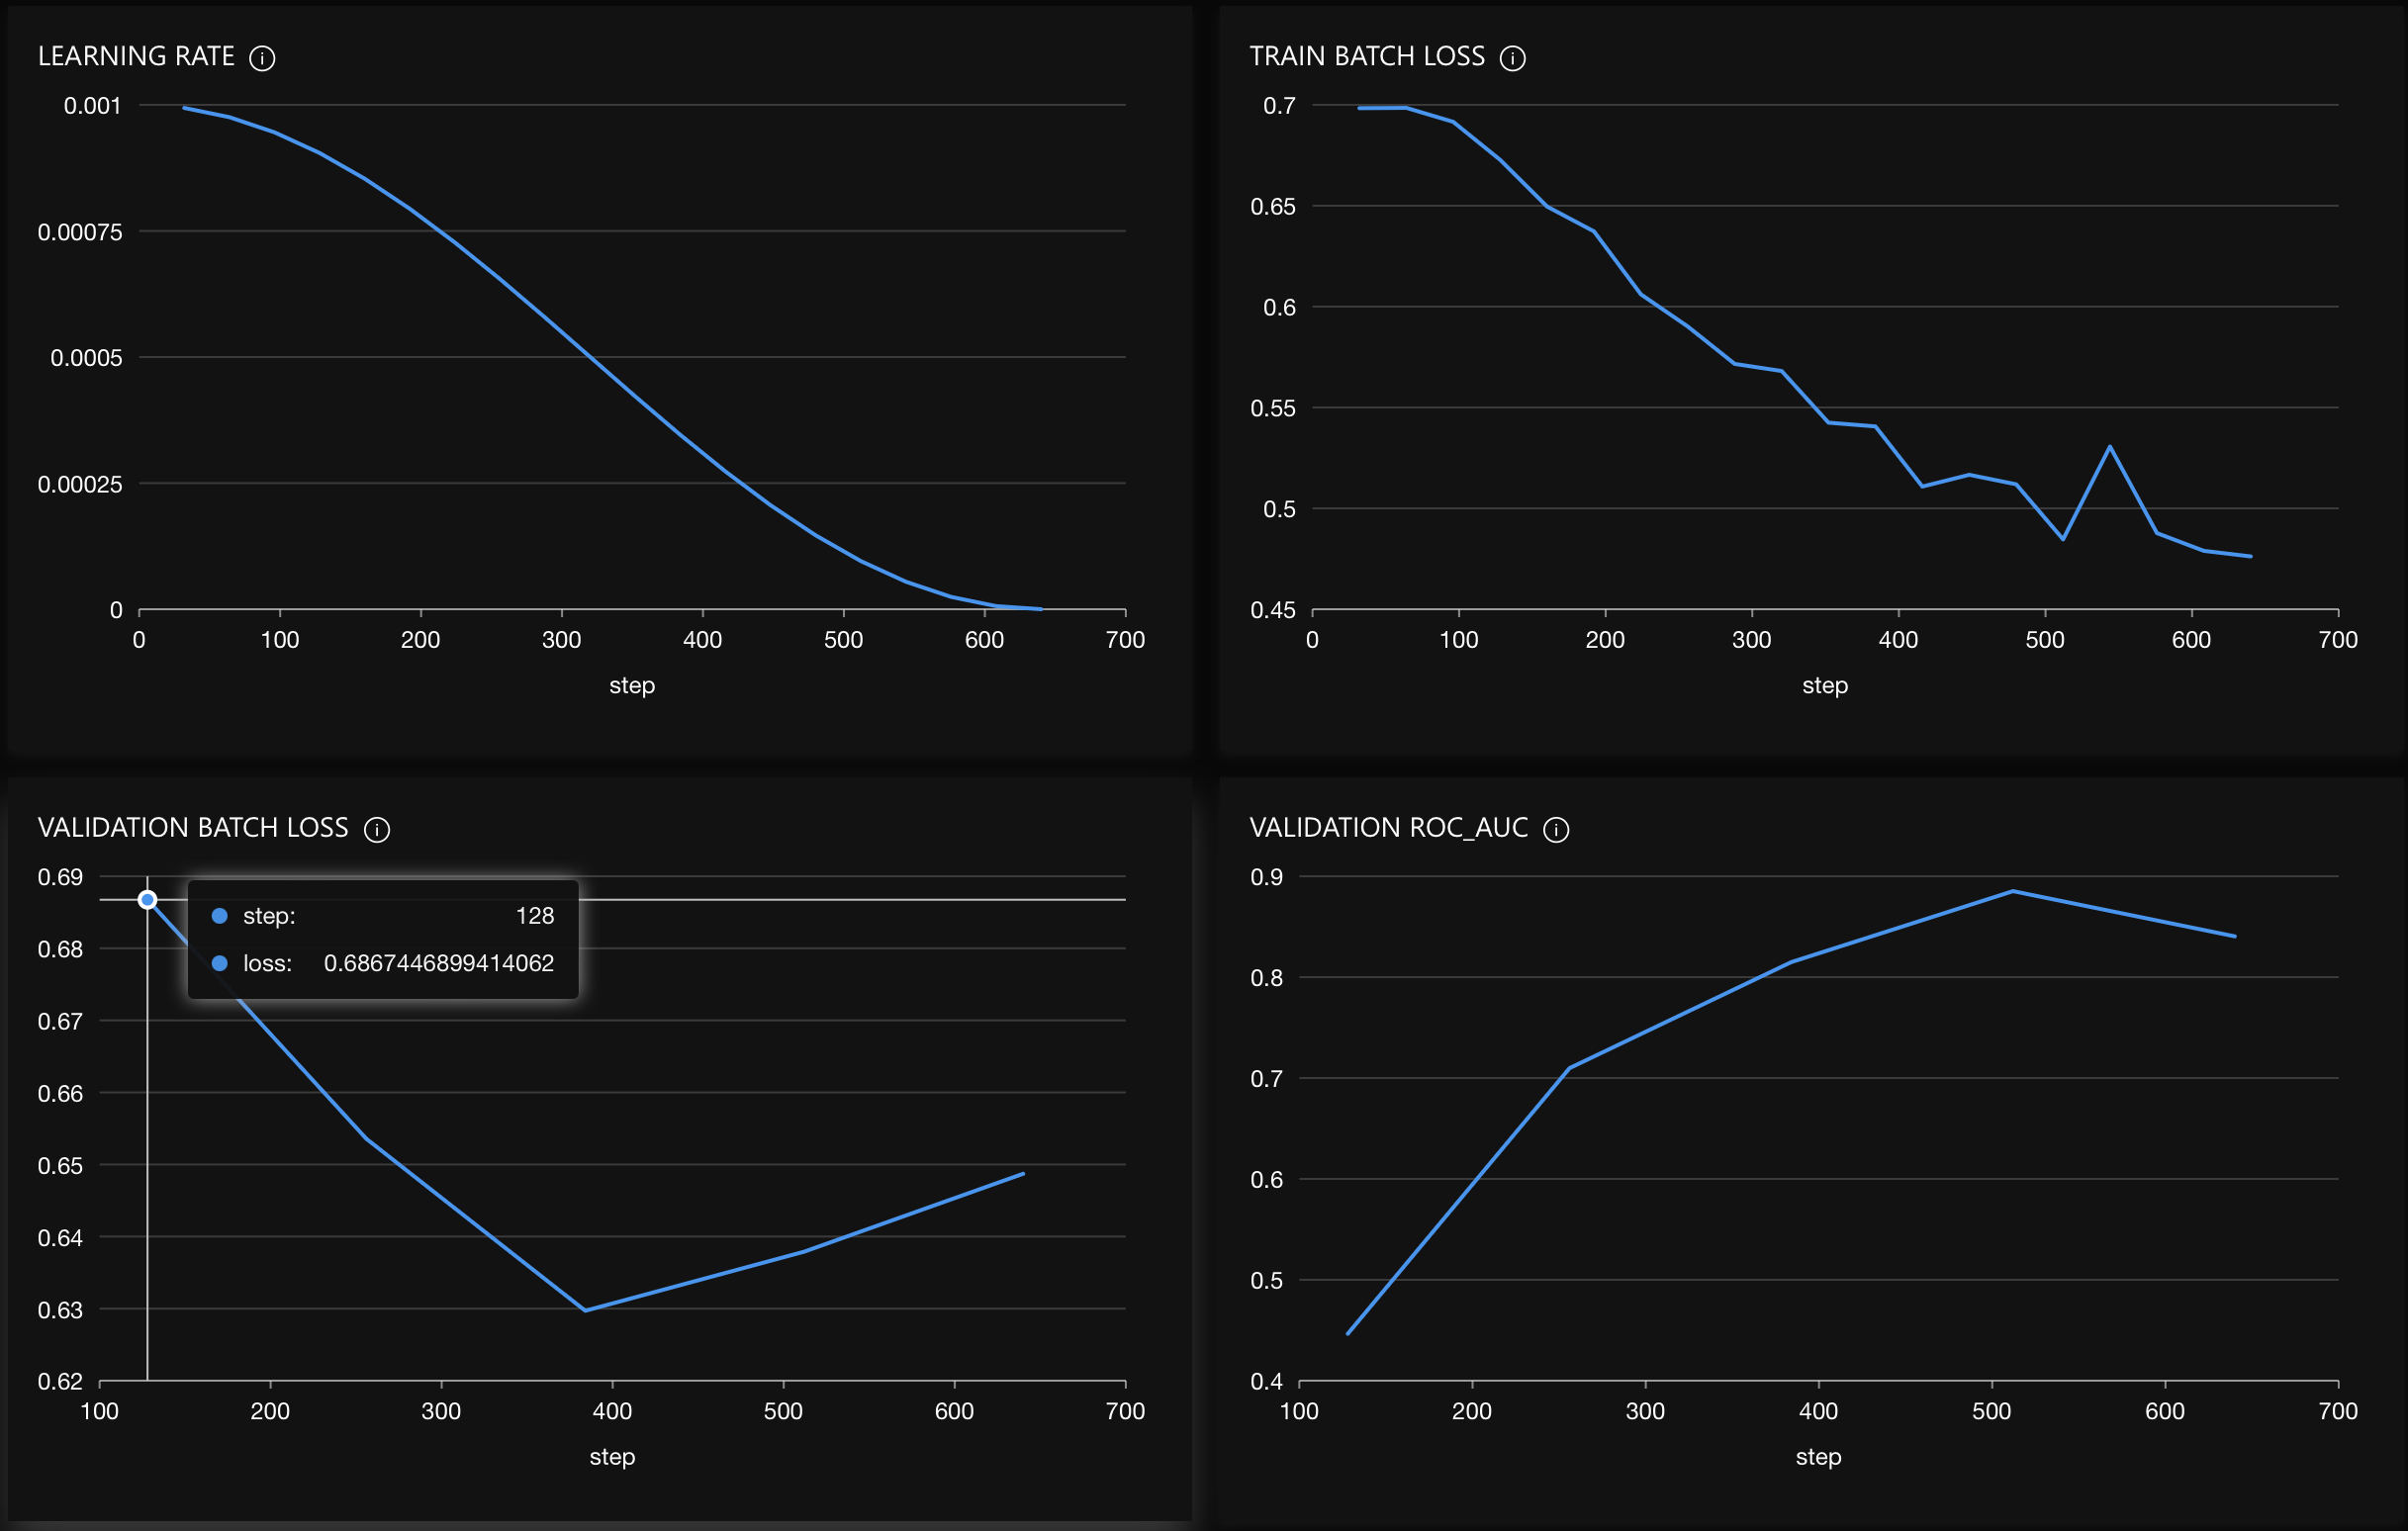 LEARNING RATE
0.001
0.00075
0.0005
0.00025
0
0 100 200 300 400 500 600 700
step
TRAIN BATCH LOSS
0.7
0.65
0.6
0.55
0.5
0.45
0 100 200 300 400 500 600 700
step
VALIDATION BATCH LOSS
0.69
0.68
0.67
0.66
0.65
0.64
0.63
0.62
step: 128
loss: 0.6867446899414062
100 200 300 400 500 600 700
step
VALIDATION ROC_AUC
0.9
0.8
0.7
0.6
0.5
0.4
100 200 300 400 500 600 700
step